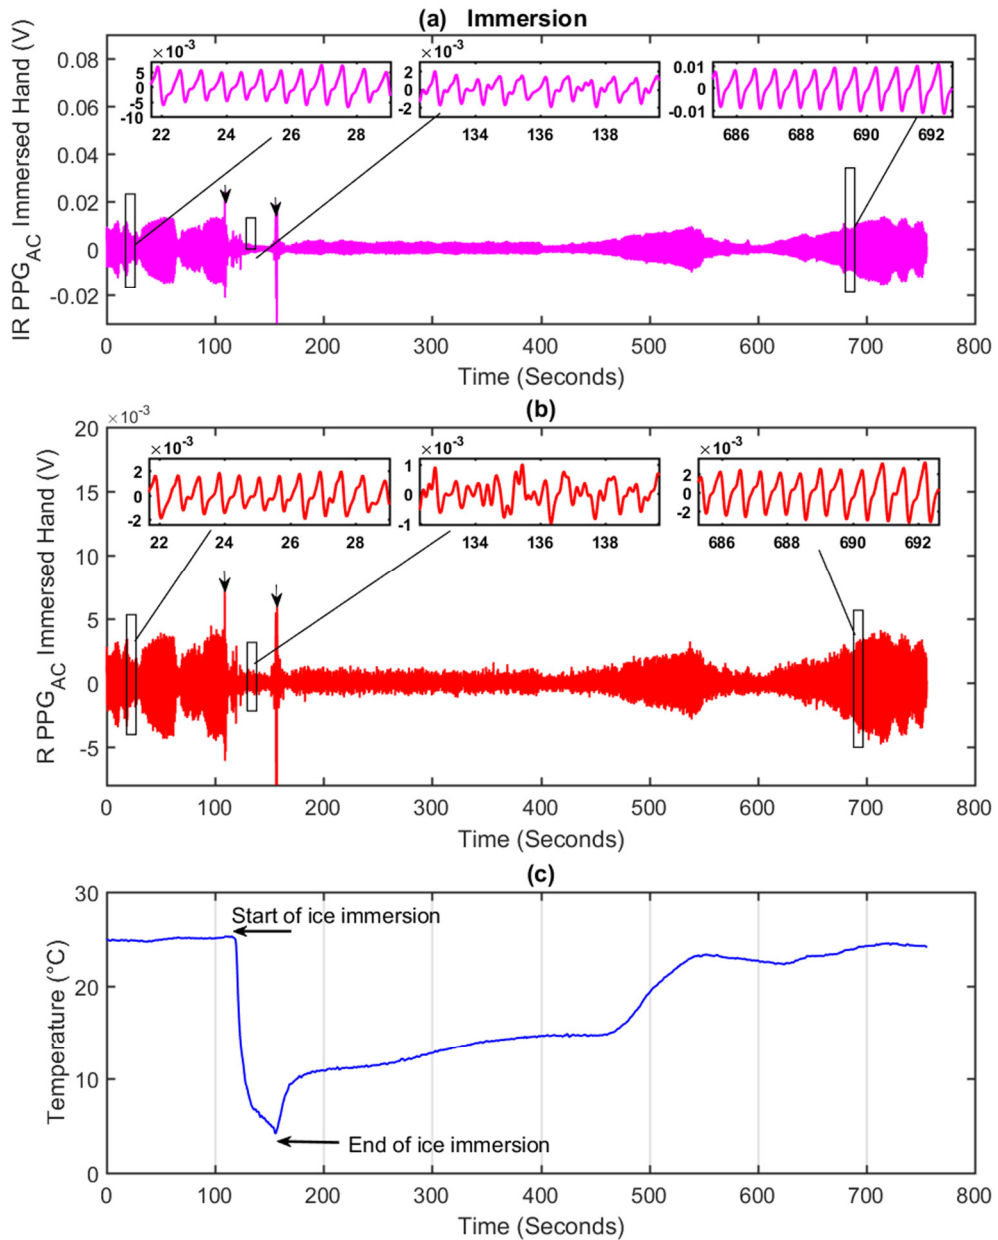 (a) Immersion
IR PPG_AC Immersed Hand (V)
0.08
0.06
0.04
0.02
0
-0.02
×10⁻³
5
0
-5
-10
22 24 26 28
×10⁻³
2
0
-2
134 136 138
0.01
0
-0.01
686 688 690 692
0 100 200 300 400 500 600 700 800
Time (Seconds)
(b)
×10⁻³
R PPG_AC Immersed Hand (V)
20
15
10
5
0
-5
×10⁻³
2
0
-2
22 24 26 28
×10⁻³
1
0
-1
134 136 138
×10⁻³
2
0
-2
686 688 690 692
0 100 200 300 400 500 600 700 800
Time (Seconds)
(c)
Temperature (°C)
30
20
10
0
Start of ice immersion
End of ice immersion
0 100 200 300 400 500 600 700 800
Time (Seconds)